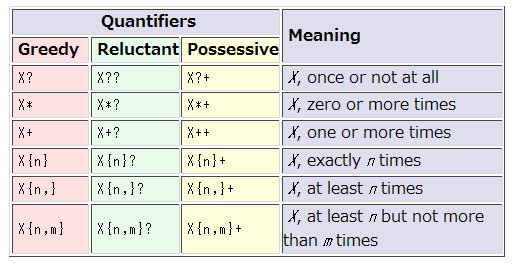 Quantifiers Meaning
Greedy Reluctant Possessive
X? X?? X?+ X, once or not at all
X* X*? X*+ X, zero or more times
X+ X+? X++ X, one or more times
X{n} X{n}? X{n}+ X, exactly n times
X{n,} X{n,}? X{n,}+ X, at least n times
X{n,m} X{n,m}? X{n,m}+ X, at least n but not more
than m times